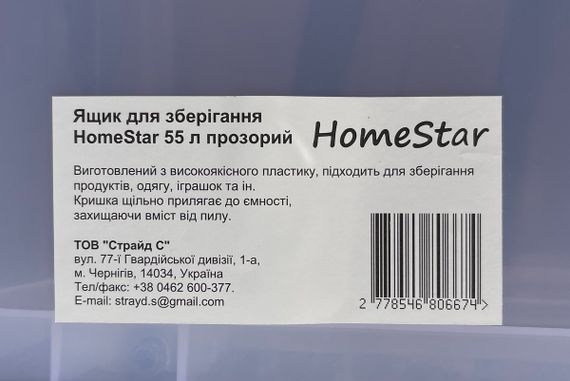 Ящик для зберігання
HomeStar 55 л прозорий
HomeStar
Виготовлений з високоякісного пластику, підходить для зберігання
продуктів, одягу, іграшок та ін.
Кришка щільно прилягає до ємності,
захищаючи вміст від пилу.
ТОВ "Страйд С"
вул. 77-ї Гвардійської дивізії, 1-а,
м. Чернігів, 14034, Україна
Тел/факс: +38 0462 600-377.
E-mail: strayd.s@gmail.com
2 778546 806674 >